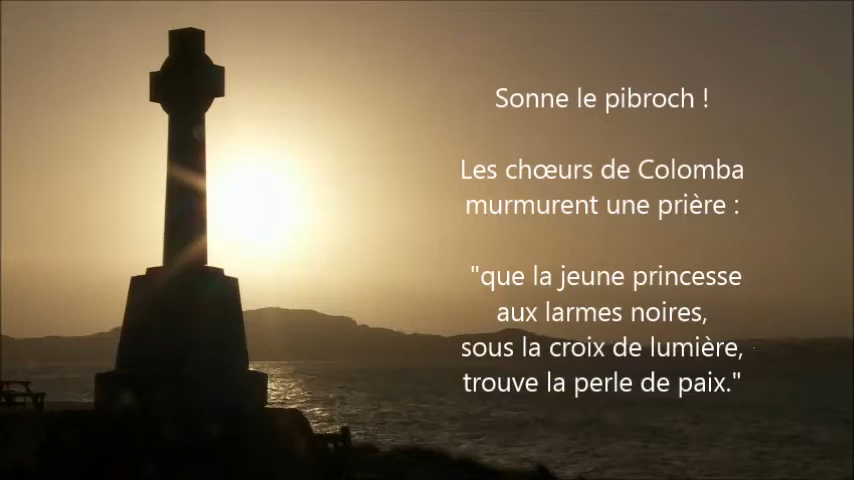 Sonne le pibroch !
Les chœurs de Colomba
murmurent une prière :
"que la jeune princesse
aux larmes noires,
sous la croix de lumière,
trouve la perle de paix."